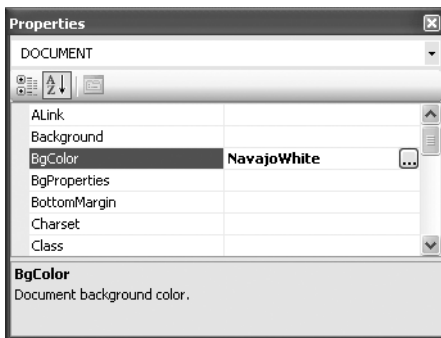 Properties
DOCUMENT
ALink
Background
BgColor NavajoWhite ...
BgProperties
BottomMargin
Charset
Class
BgColor
Document background color.